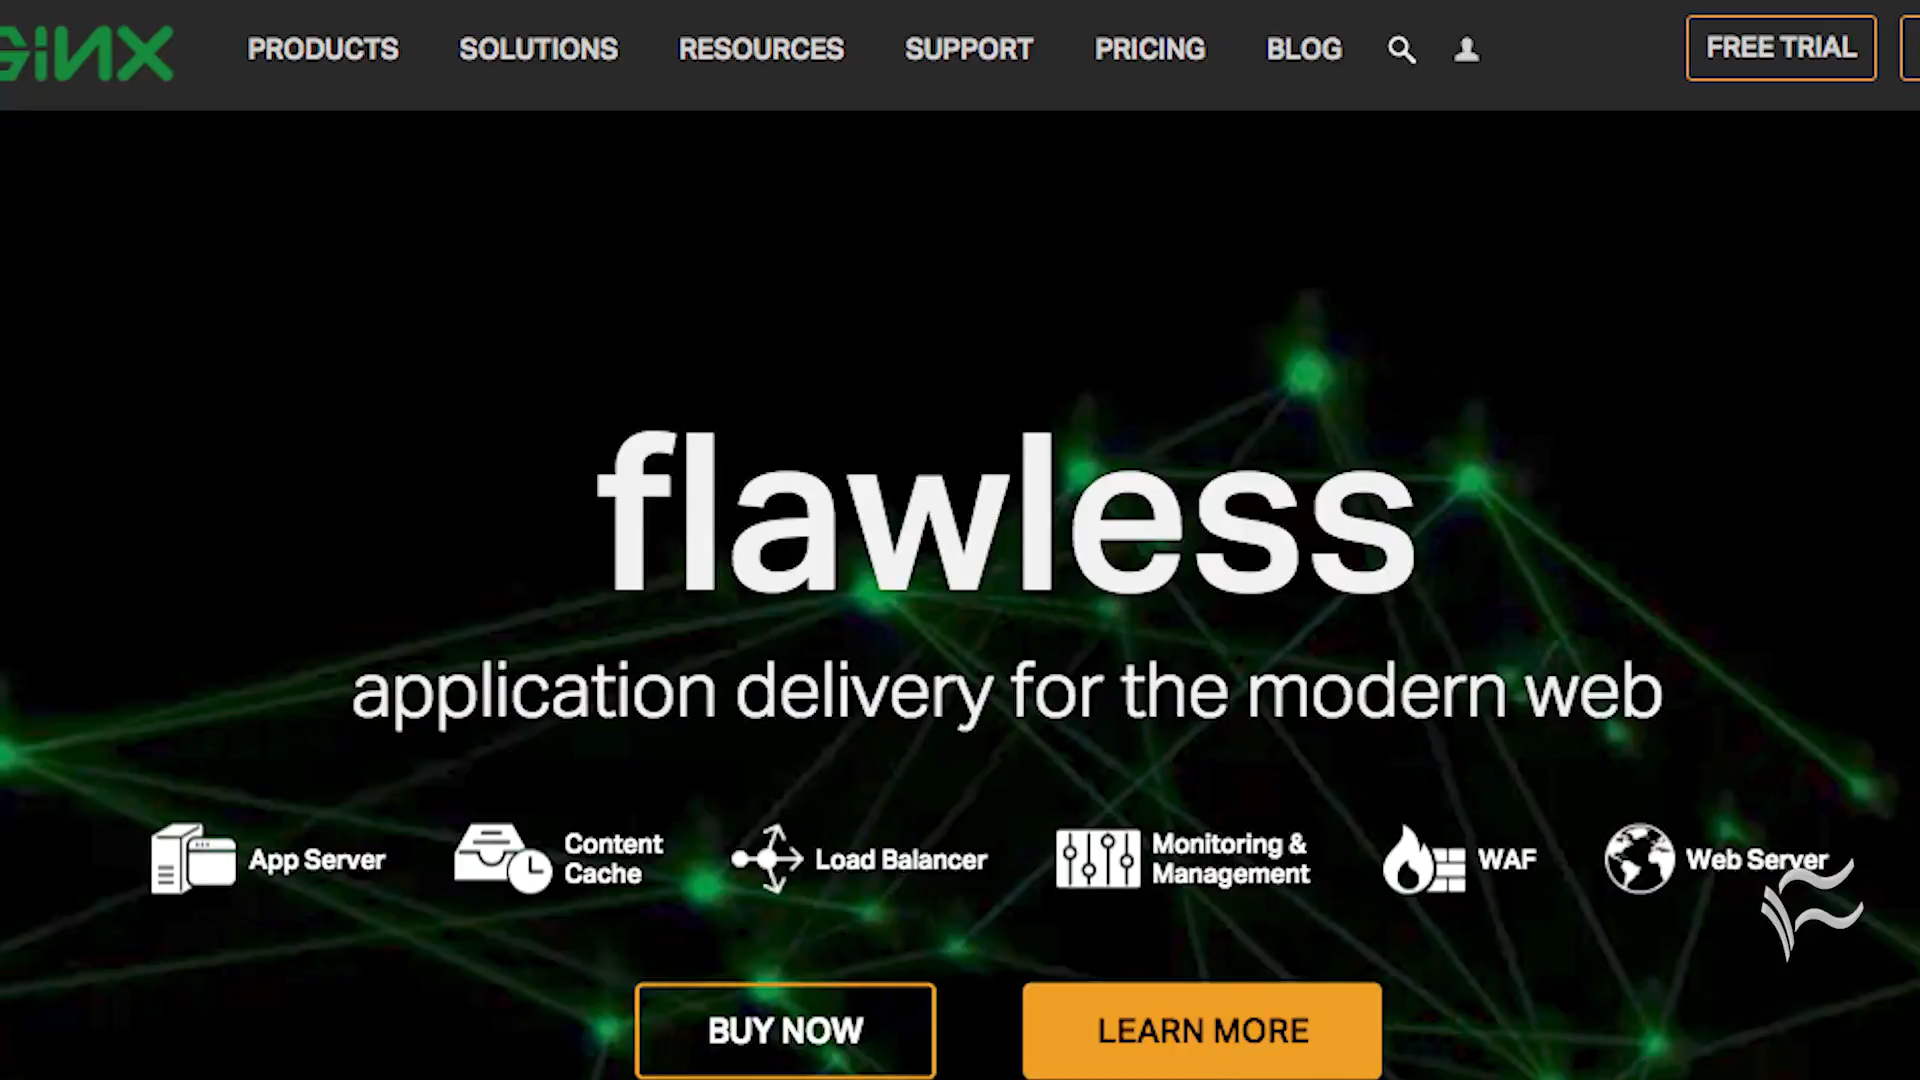 GiNX
PRODUCTS SOLUTIONS RESOURCES SUPPORT PRICING BLOG FREE TRIAL
flawless
application delivery for the modern web
App Server
Content
Cache
Load Balancer
Monitoring &
Management
WAF
Web Server
BUY NOW LEARN MORE